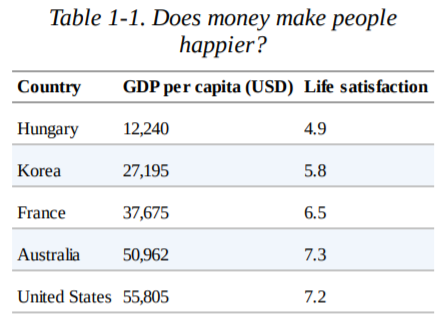 Table 1-1. Does money make people
happier?
Country GDP per capita (USD) Life satisfaction
Hungary 12,240 4.9
Korea 27,195 5.8
France 37,675 6.5
Australia 50,962 7.3
United States 55,805 7.2